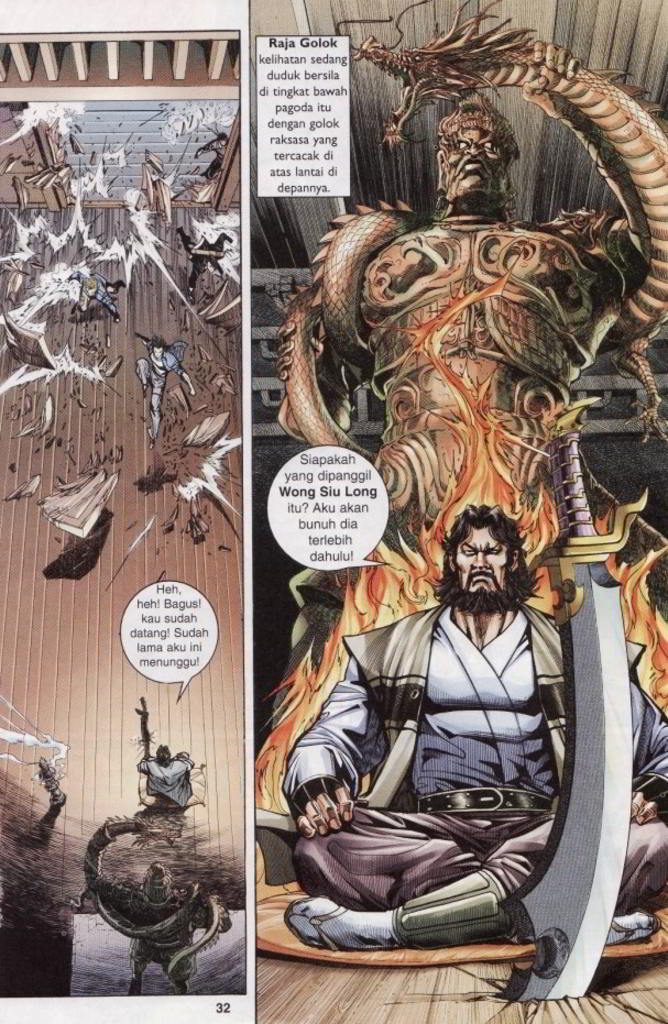 Heh,
heh! Bagus!
kau sudah
datang! Sudah
lama aku ini
menunggu!
32
Raja Golok
kelihatan sedang
duduk bersila
di tingkat bawah
pagoda itu
dengan golok
raksasa yang
tercacak di
atas lantai di
depannya.
Siapakah
yang dipanggil
Wong Siu Long
itu? Aku akan
bunuh dia
terlebih
dahulu!